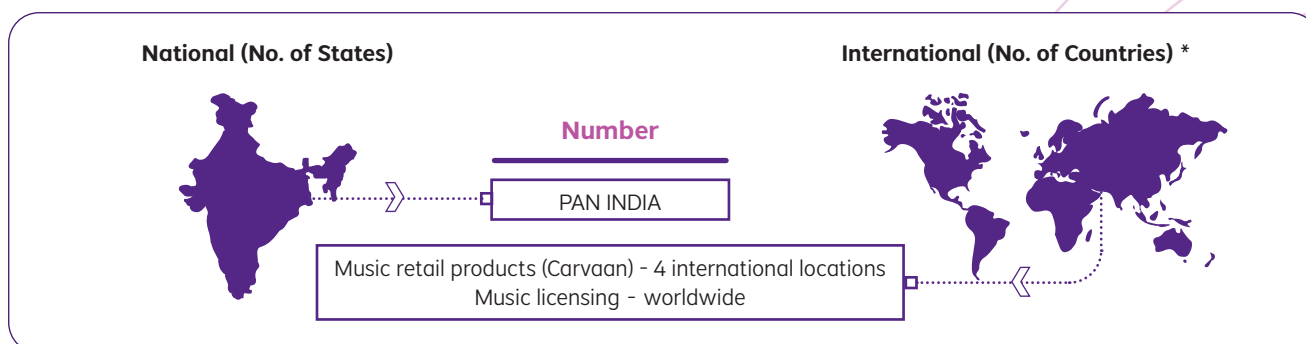 National (No. of States)
International (No. of Countries) *
Number
PAN INDIA
Music retail products (Carvaan) - 4 international locations
Music licensing - worldwide